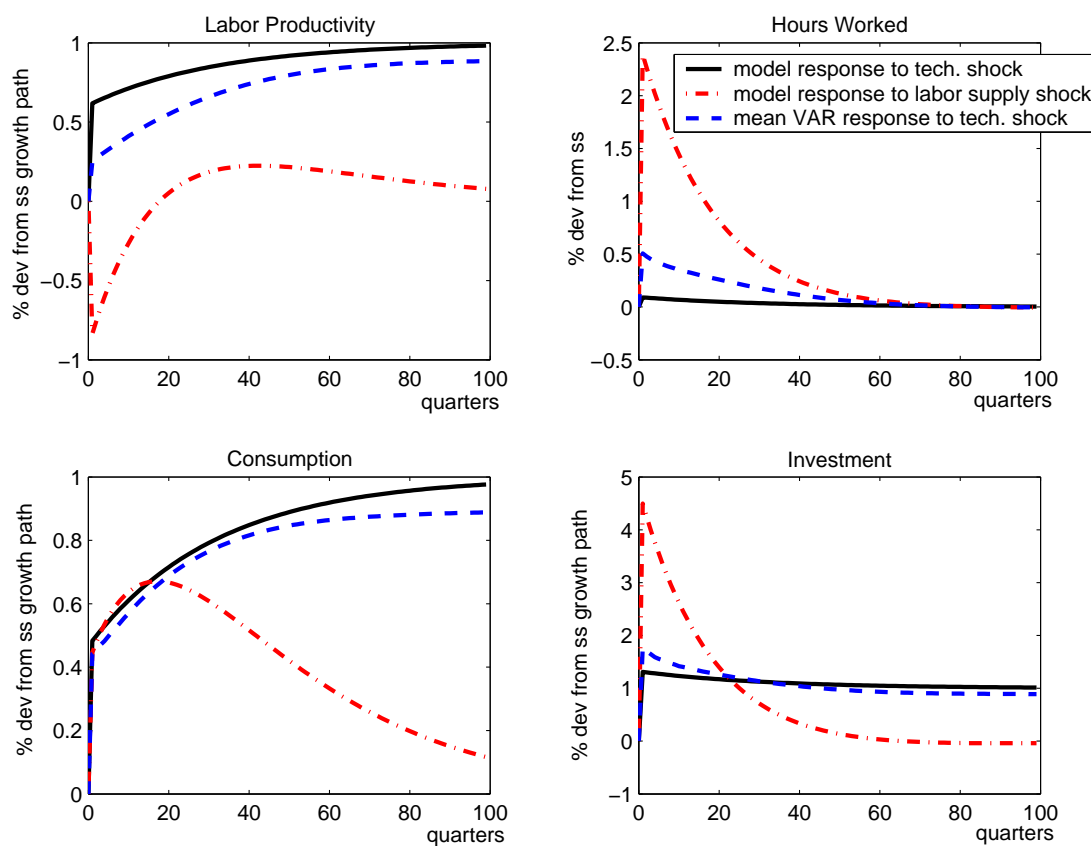 Labor Productivity
1
0.5
0
−0.5
−1
% dev from ss growth path
0 20 40 60 80 100
quarters
Hours Worked
2.5
2
1.5
1
0.5
0
−0.5
% dev from ss
model response to tech. shock
model response to labor supply shock
mean VAR response to tech. shock
0 20 40 60 80 100
quarters
Consumption
1
0.8
0.6
0.4
0.2
0
% dev from ss growth path
0 20 40 60 80 100
quarters
Investment
5
4
3
2
1
0
−1
% dev from ss growth path
0 20 40 60 80 100
quarters